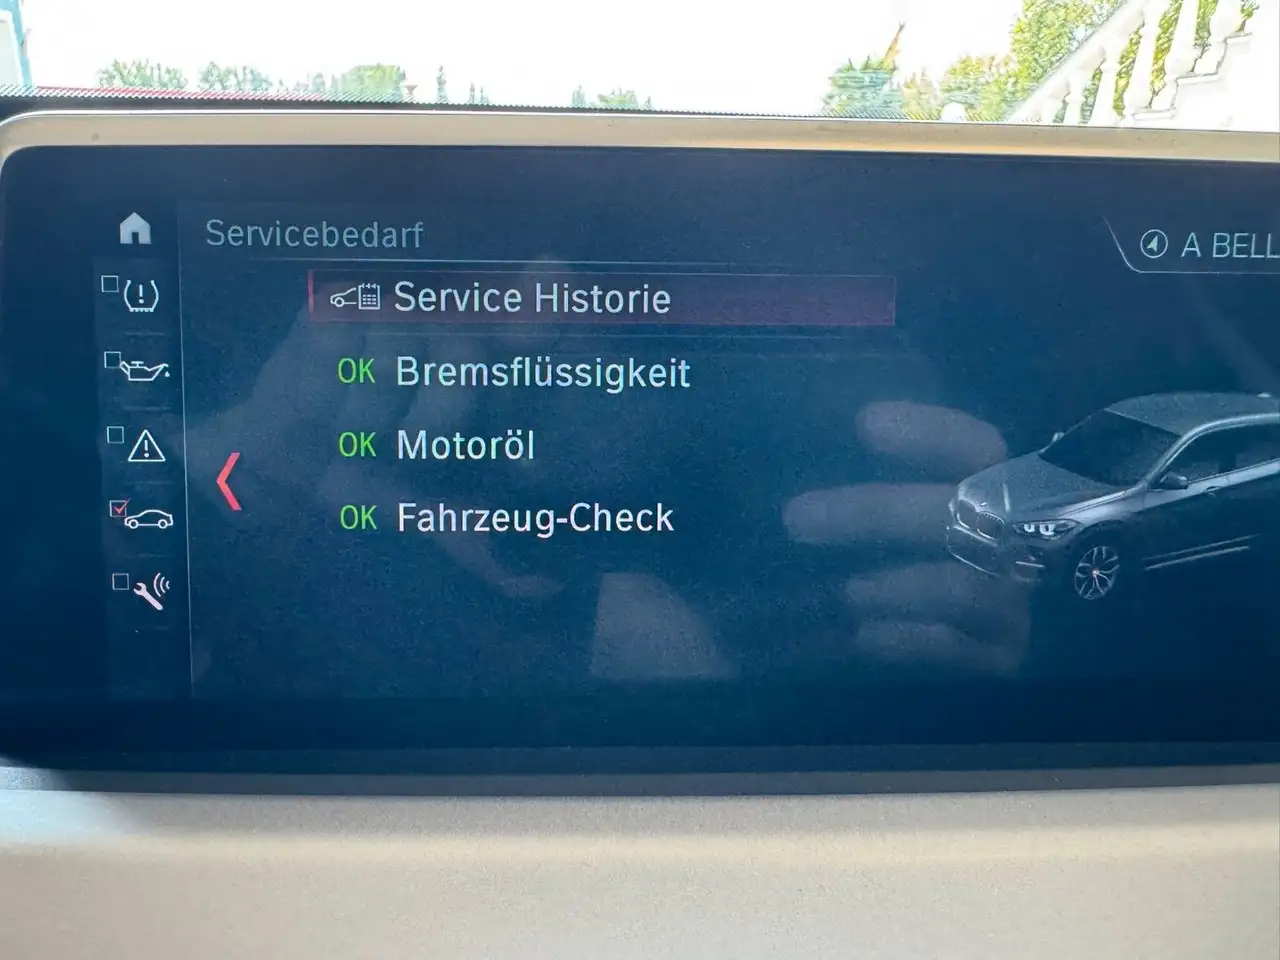 Servicebedarf
A BELL
Service Historie
OK Bremsflüssigkeit
OK Motoröl
OK Fahrzeug-Check